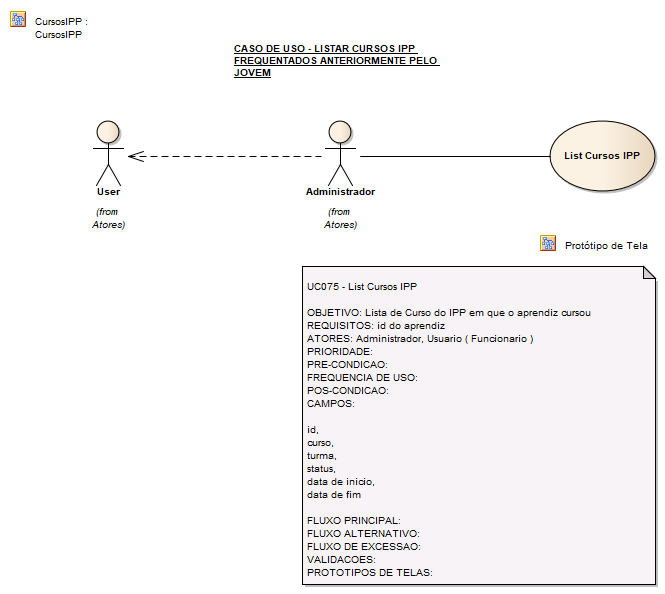 CursosIPP :
CursosIPP
CASO DE USO - LISTAR CURSOS IPP
FREQUENTADOS ANTERIORMENTE PELO
JOVEM
User
(from
Atores)
Administrador
(from
Atores)
List Cursos IPP
Protótipo de Tela
UC075 - List Cursos IPP
OBJETIVO: Lista de Curso do IPP em que o aprendiz cursou
REQUISITOS: id do aprendiz
ATORES: Administrador, Usuario ( Funcionario )
PRIORIDADE:
PRE-CONDICAO:
FREQUENCIA DE USO:
POS-CONDICAO:
CAMPOS:
id,
curso,
turma,
status,
data de inicio,
data de fim
FLUXO PRINCIPAL:
FLUXO ALTERNATIVO:
FLUXO DE EXCESSAO:
VALIDACOES:
PROTOTIPOS DE TELAS: